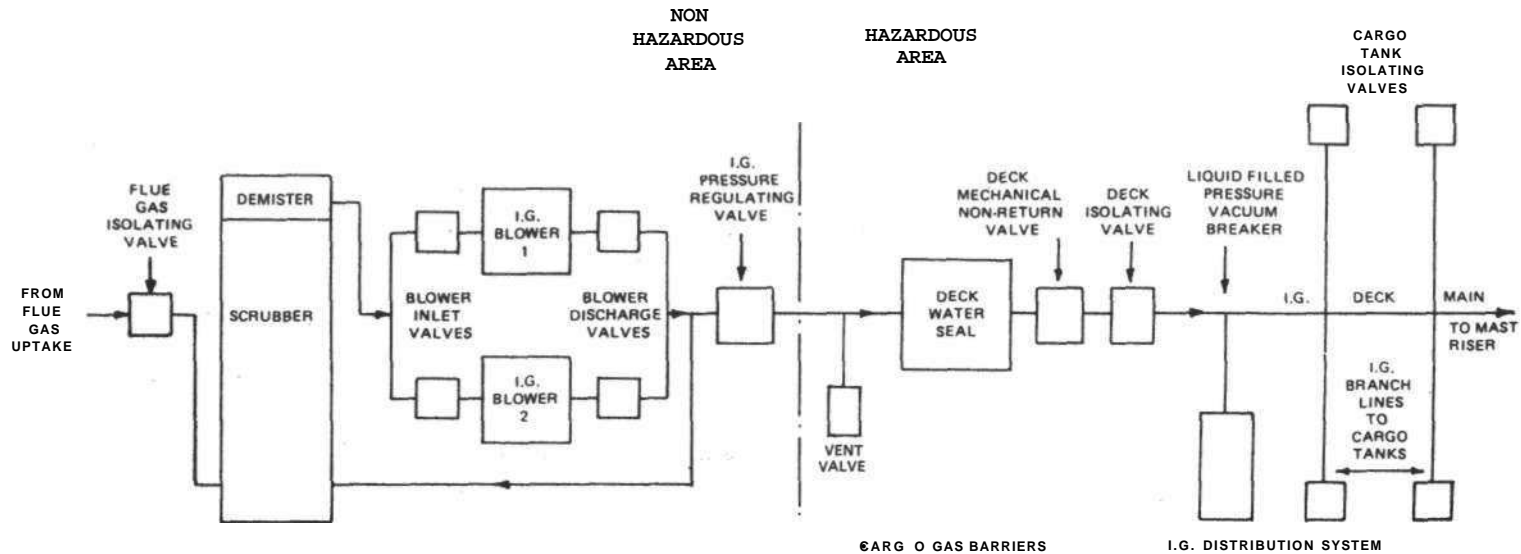 NON
HAZARDOUS
AREA
HAZARDOUS
AREA
CARGO
TANK
ISOLATING
VALVES
FLUE
GAS
ISOLATING
VALVE
DEMISTER
SCRUBBER
FROM
FLUE
GAS
UPTAKE
I.G.
BLOWER
1
BLOWER
INLET
VALVES
BLOWER
DISCHARGE
VALVES
I.G.
BLOWER
2
I.G.
PRESSURE
REGULATING
VALVE
VENT
VALVE
DECK
WATER
SEAL
DECK
MECHANICAL
NON-RETURN
VALVE
DECK
ISOLATING
VALVE
LIQUID FILLED
PRESSURE
VACUUM
BREAKER
I.G. DECK MAIN
TO MAST
RISER
I.G.
BRANCH
LINES
TO
CARGO
TANKS
€ARG O GAS BARRIERS
I.G. DISTRIBUTION SYSTEM